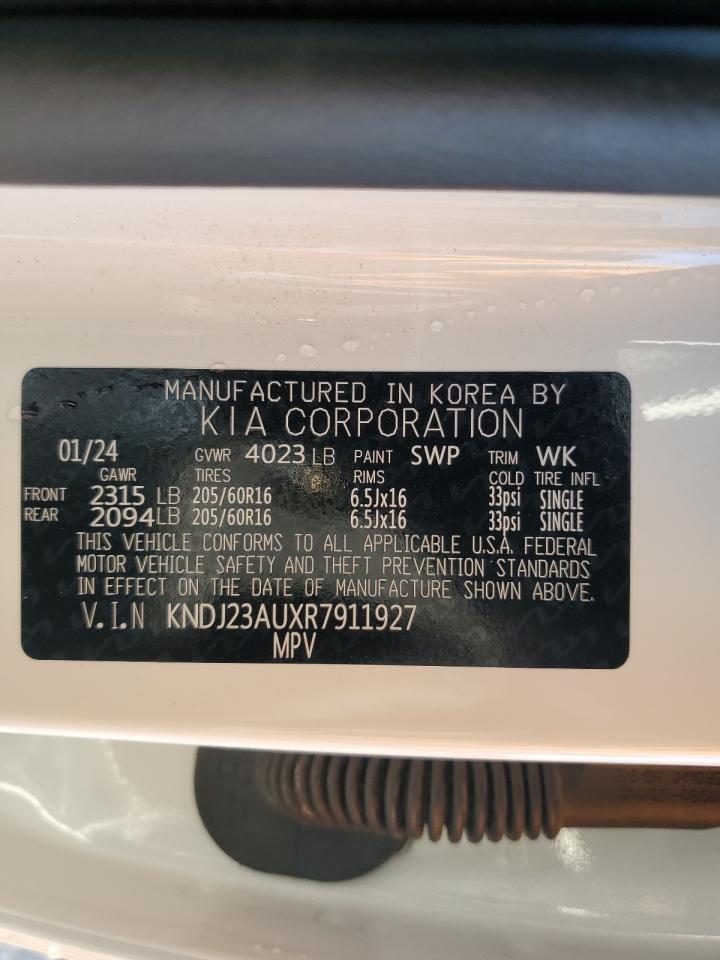 MANUFACTURED IN KOREA BY
KIA CORPORATION
01/24 GVWR 4023 LB PAINT SWP TRIM WK
GAWR TIRES RIMS COLD TIRE INFL
FRONT 2315 LB 205/60R16 6.5Jx16 33psi SINGLE
REAR 2094 LB 205/60R16 6.5Jx16 33psi SINGLE
THIS VEHICLE CONFORMS TO ALL APPLICABLE U.S.A. FEDERAL
MOTOR VEHICLE SAFETY AND THEFT PREVENTION STANDARDS
IN EFFECT ON THE DATE OF MANUFACTURE SHOWN ABOVE.
V.I.N KNDJ23AUXR7911927
MPV